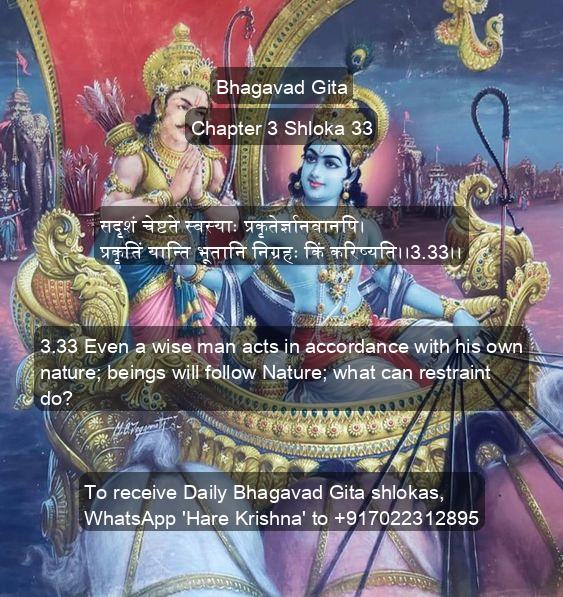 Bhagavad Gita
Chapter 3 Shloka 33
सदृशं चेष्टते स्वस्याः प्रकृतेर्ज्ञानवानपि।
प्रकृतिं यान्ति भूतानि निग्रहः किं करिष्यति।।3.33।।
3.33 Even a wise man acts in accordance with his own
nature; beings will follow Nature; what can restraint
do?
To receive Daily Bhagavad Gita shlokas,
WhatsApp 'Hare Krishna' to +917022312895